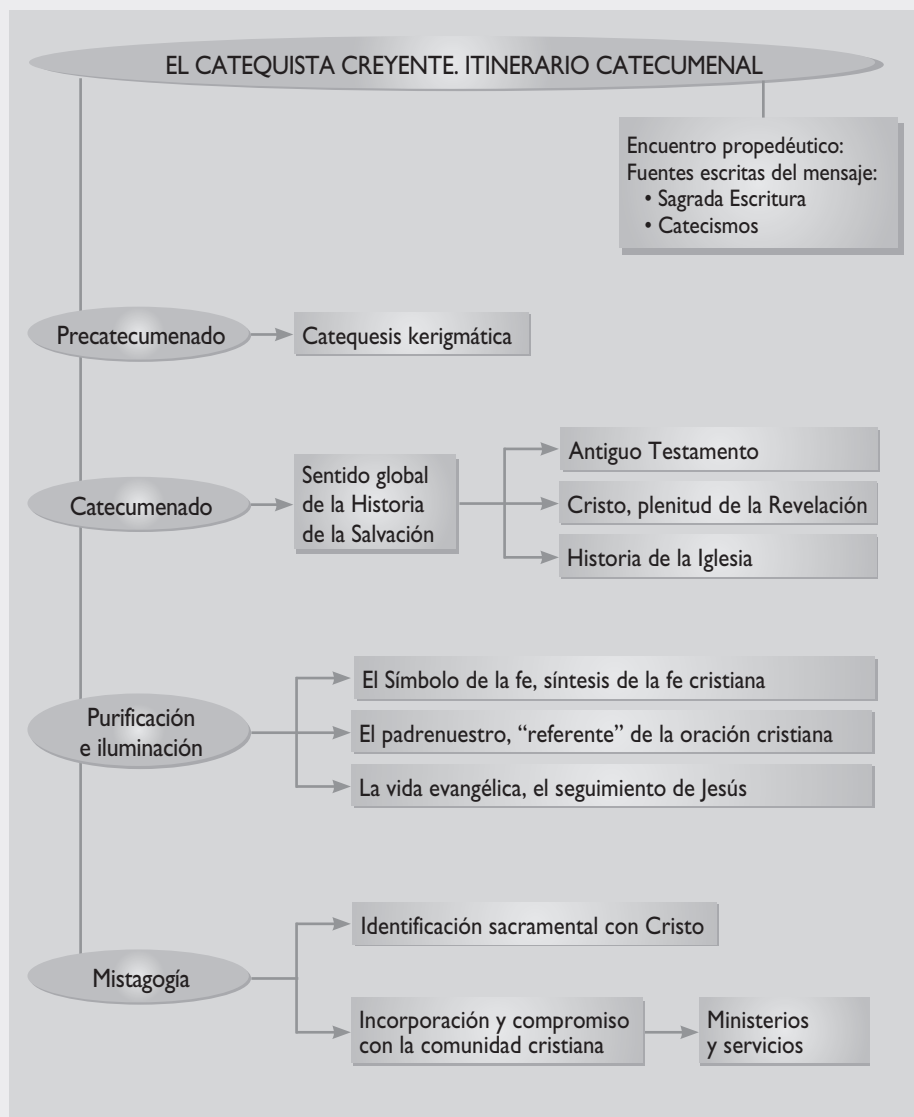 EL CATEQUISTA CREYENTE. ITINERARIO CATECUMENAL
Encuentro propedéutico:
Fuentes escritas del mensaje:
• Sagrada Escritura
• Catecismos
Precatecumenado
Catequesis kerigmática
Catecumenado
Sentido global
de la Historia
de la Salvación
Antiguo Testamento
Cristo, plenitud de la Revelación
Historia de la Iglesia
Purificación
e iluminación
El Símbolo de la fe, síntesis de la fe cristiana
El padrenuestro, “referente” de la oración cristiana
La vida evangélica, el seguimiento de Jesús
Mistagogía
Identificación sacramental con Cristo
Incorporación y compromiso
con la comunidad cristiana
Ministerios
y servicios